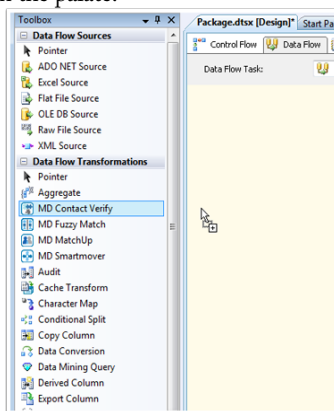 Toolbox
Package.dtsx [Design]* Start Pa
Data Flow Sources
Control Flow Data Flow
Pointer
Data Flow Task:
ADO NET Source
Excel Source
Flat File Source
OLE DB Source
Raw File Source
XML Source
Data Flow Transformations
Pointer
Aggregate
MD Contact Verify
MD Fuzzy Match
MD MatchUp
MD Smartmover
Audit
Cache Transform
Character Map
Conditional Split
Copy Column
Data Conversion
Data Mining Query
Derived Column
Export Column